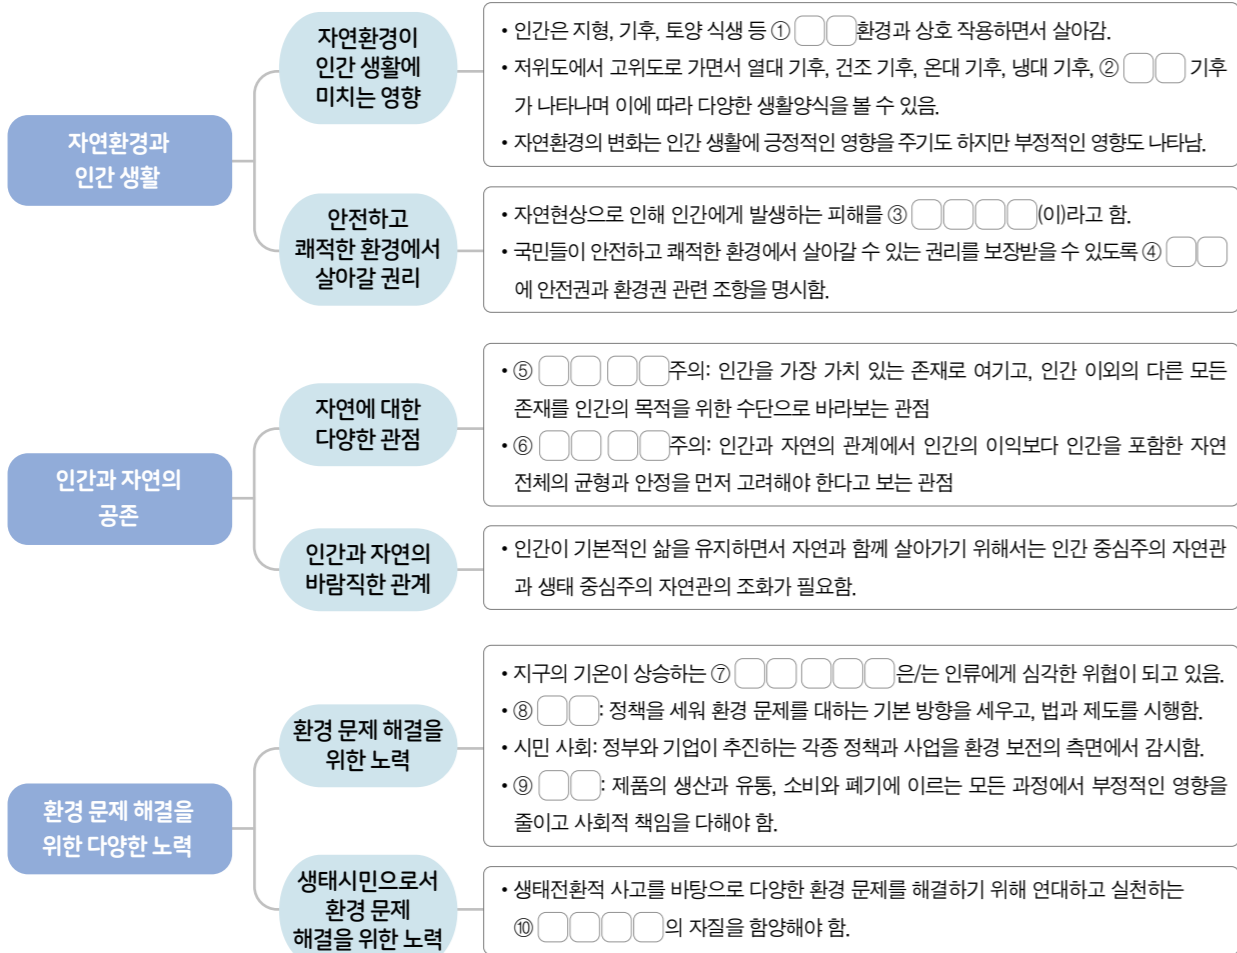 자연환경과
인간 생활
자연환경이
인간 생활에
미치는 영향
• 인간은 지형, 기후, 토양 식생 등 ① □□환경과 상호 작용하면서 살아감.
• 저위도에서 고위도로 가면서 열대 기후, 건조 기후, 온대 기후, 냉대 기후, ② □□ 기후
가 나타나며 이에 따라 다양한 생활양식을 볼 수 있음.
• 자연환경의 변화는 인간 생활에 긍정적인 영향을 주기도 하지만 부정적인 영향도 나타남.
안전하고
쾌적한 환경에서
살아갈 권리
• 자연현상으로 인해 인간에게 발생하는 피해를 ③ □□□□(이)라고 함.
• 국민들이 안전하고 쾌적한 환경에서 살아갈 수 있는 권리를 보장받을 수 있도록 ④ □□
에 안전권과 환경권 관련 조항을 명시함.
인간과 자연의
공존
자연에 대한
다양한 관점
• ⑤ □□ □□주의: 인간을 가장 가치 있는 존재로 여기고, 인간 이외의 다른 모든
존재를 인간의 목적을 위한 수단으로 바라보는 관점
• ⑥ □□ □□주의: 인간과 자연의 관계에서 인간의 이익보다 인간을 포함한 자연
전체의 균형과 안정을 먼저 고려해야 한다고 보는 관점
인간과 자연의
바람직한 관계
• 인간이 기본적인 삶을 유지하면서 자연과 함께 살아가기 위해서는 인간 중심주의 자연관
과 생태 중심주의 자연관의 조화가 필요함.
환경 문제 해결을
위한 다양한 노력
환경 문제 해결을
위한 노력
• 지구의 기온이 상승하는 ⑦ □□ □□□은/는 인류에게 심각한 위협이 되고 있음.
• ⑧ □□: 정책을 세워 환경 문제를 대하는 기본 방향을 세우고, 법과 제도를 시행함.
• 시민 사회: 정부와 기업이 추진하는 각종 정책과 사업을 환경 보전의 측면에서 감시함.
• ⑨ □□: 제품의 생산과 유통, 소비와 폐기에 이르는 모든 과정에서 부정적인 영향을
줄이고 사회적 책임을 다해야 함.
생태시민으로서
환경 문제
해결을 위한 노력
• 생태전환적 사고를 바탕으로 다양한 환경 문제를 해결하기 위해 연대하고 실천하는
⑩ □□□□의 자질을 함양해야 함.